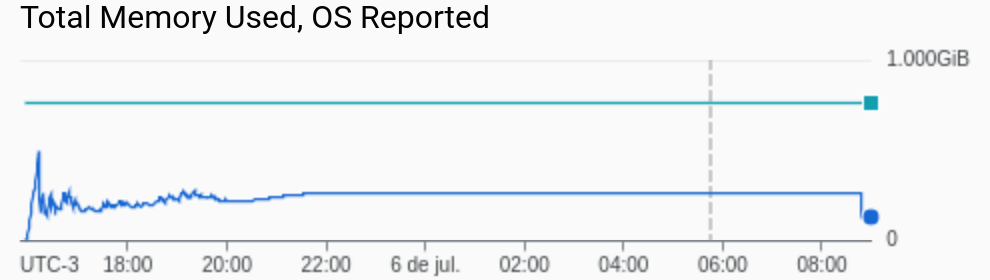 Total Memory Used, OS Reported
1.000GiB
0
UTC-3 18:00 20:00 22:00 6 de jul. 02:00 04:00 06:00 08:00